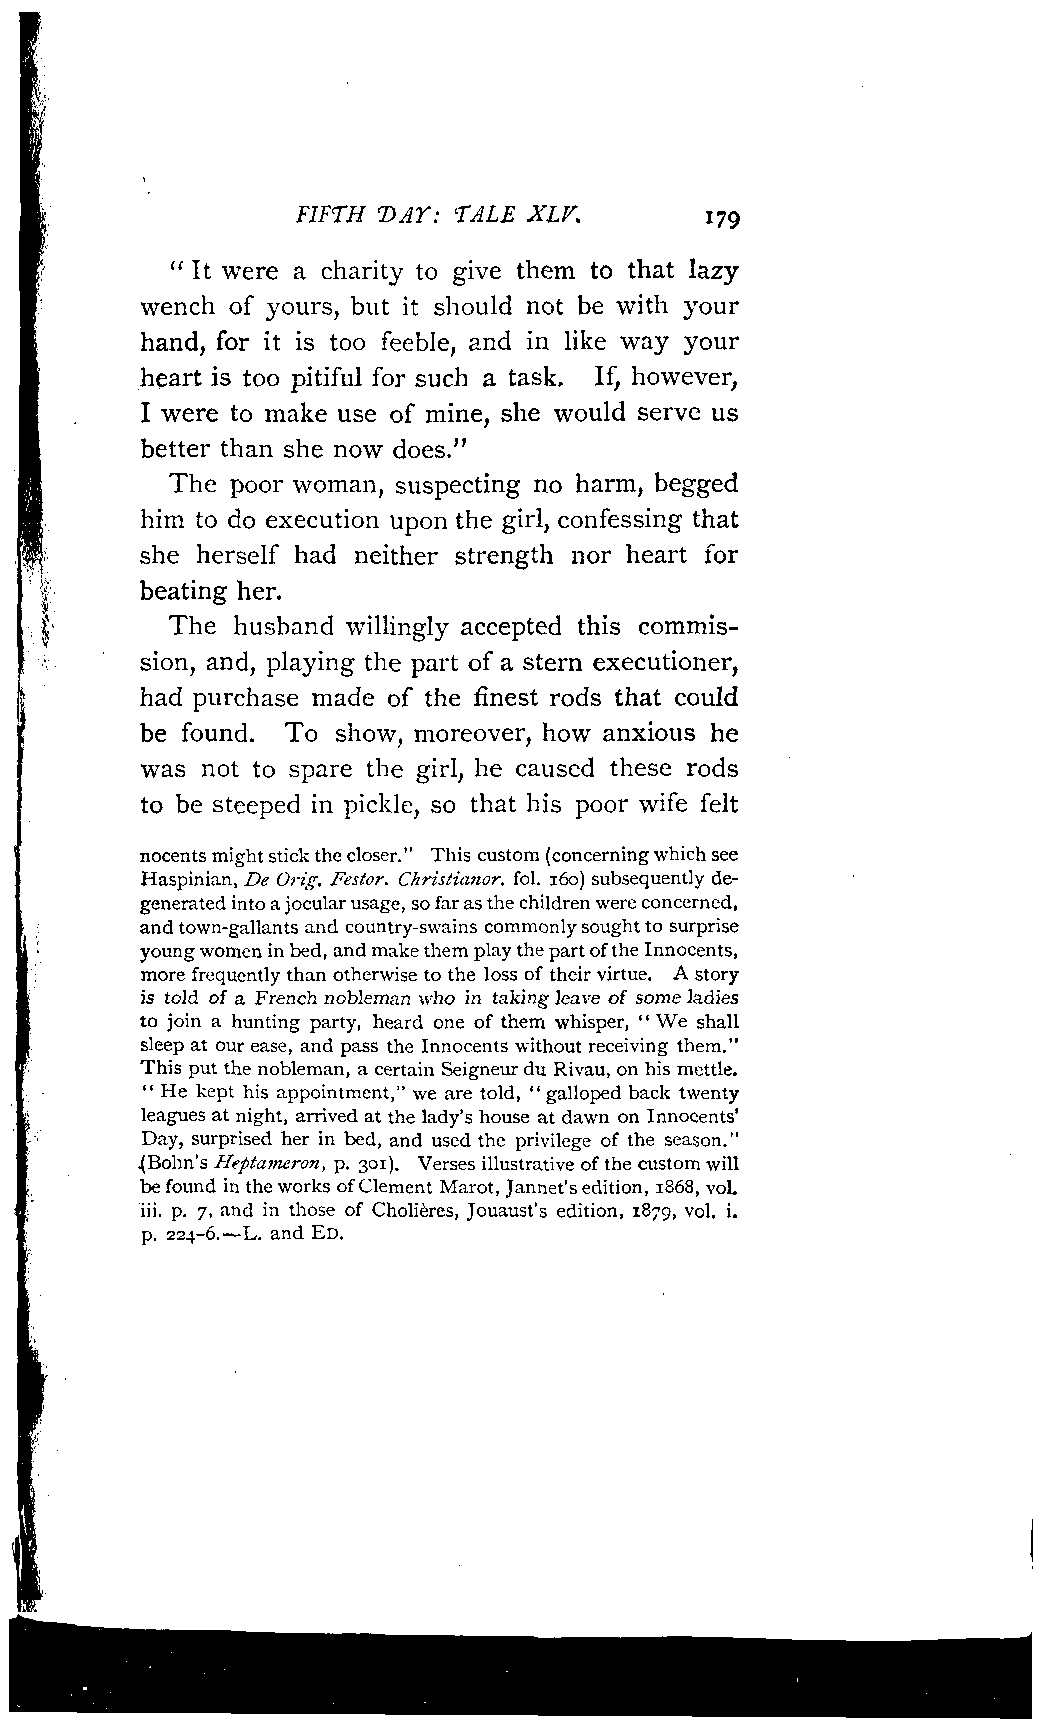 FIFTH DAY: TALE XLV. 179
“ It were a charity to give them to that lazy
wench of yours, but it should not be with your
hand, for it is too feeble, and in like way your
heart is too pitiful for such a task. If, however,
I were to make use of mine, she would serve us
better than she now does.”
The poor woman, suspecting no harm, begged
him to do execution upon the girl, confessing that
she herself had neither strength nor heart for
beating her.
The husband willingly accepted this commis-
sion, and, playing the part of a stern executioner,
had purchase made of the finest rods that could
be found. To show, moreover, how anxious he
was not to spare the girl, he caused these rods
to be steeped in pickle, so that his poor wife felt
nocents might stick the closer.” This custom (concerning which see
Haspinian, De Orig. Festor. Christianor. fol. 160) subsequently de-
generated into a jocular usage, so far as the children were concerned,
and town-gallants and country-swains commonly sought to surprise
young women in bed, and make them play the part of the Innocents,
more frequently than otherwise to the loss of their virtue. A story
is told of a French nobleman who in taking leave of some ladies
to join a hunting party, heard one of them whisper, “ We shall
sleep at our ease, and pass the Innocents without receiving them.”
This put the nobleman, a certain Seigneur du Rivau, on his mettle.
“ He kept his appointment,” we are told, “ galloped back twenty
leagues at night, arrived at the lady's house at dawn on Innocents'
Day, surprised her in bed, and used the privilege of the season.”
(Bohn's Heptameron, p. 301). Verses illustrative of the custom will
be found in the works of Clement Marot, Jannet's edition, 1868, vol.
iii. p. 7, and in those of Cholières, Jouaust's edition, 1879, vol. i.
p. 224-6.—L. and ED.